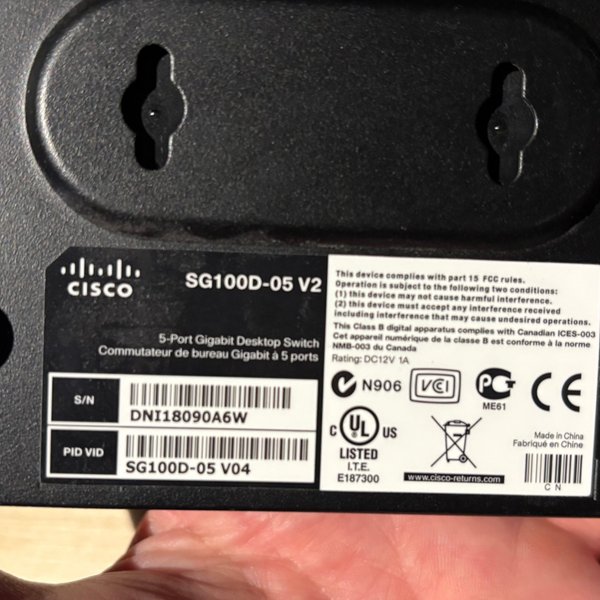 CISCO
SG100D-05 V2
5-Port Gigabit Desktop Switch
Commutateur de bureau Gigabit à 5 ports
S/N
DNI18090A6W
PID VID
SG100D-05 V04
This device complies with part 15 FCC rules.
Operation is subject to the following two conditions:
(1) this device may not cause harmful interference.
(2) this device must accept any interference received
including interference that may cause undesired operations.
This Class B digital apparatus complies with Canadian ICES-003
Cet appareil numérique de la classe B est conforme à la norme
NMB-003 du Canada
Rating: DC12V 1A
N906
VCCI
ME61
CE
C UL US
LISTED
I.T.E.
E187300
www.cisco-returns.com
Made in China
Fabriqué en Chine
C N